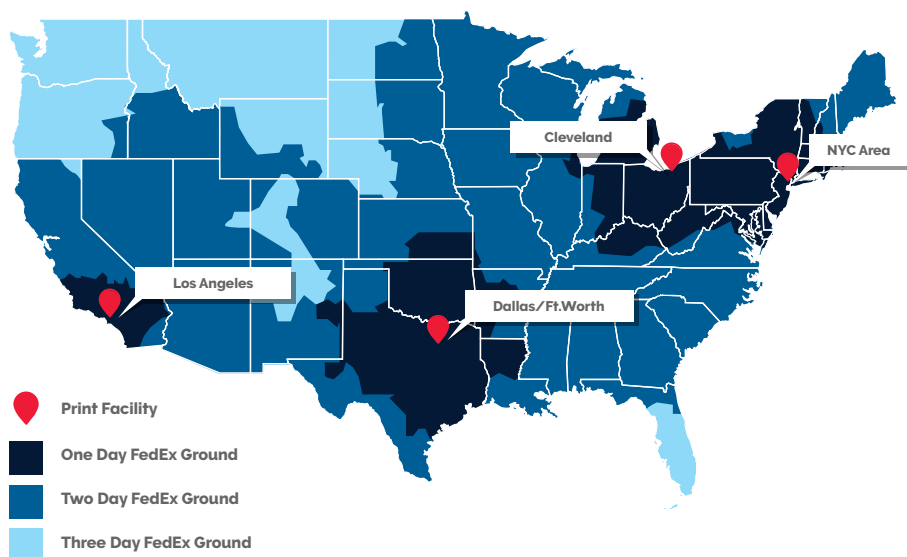 Cleveland
NYC Area
Los Angeles
Dallas/Ft.Worth
Print Facility
One Day FedEx Ground
Two Day FedEx Ground
Three Day FedEx Ground